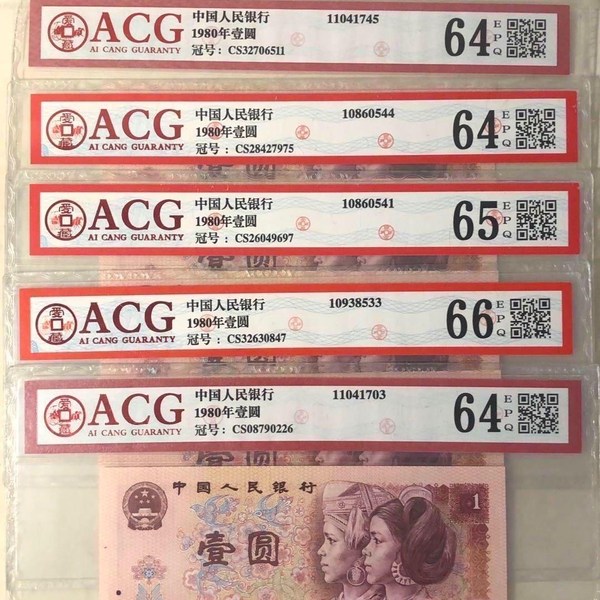 ACG
AI CANG GUARANTY
中国人民银行 11041745
1980年壹圆
冠号：CS32706511
64 EPQ
ACG
AI CANG GUARANTY
中国人民银行 10860544
1980年壹圆
冠号：CS28427975
64 EPQ
ACG
AI CANG GUARANTY
中国人民银行 10860541
1980年壹圆
冠号：CS26049697
65 EPQ
壹圆
ACG
AI CANG GUARANTY
中国人民银行 10938533
1980年壹圆
冠号：CS32630847
66 EPQ
ACG
AI CANG GUARANTY
中国人民银行 11041703
1980年壹圆
冠号：CS08790226
64 EPQ
壹圆
中国人民银行
1
壹圆